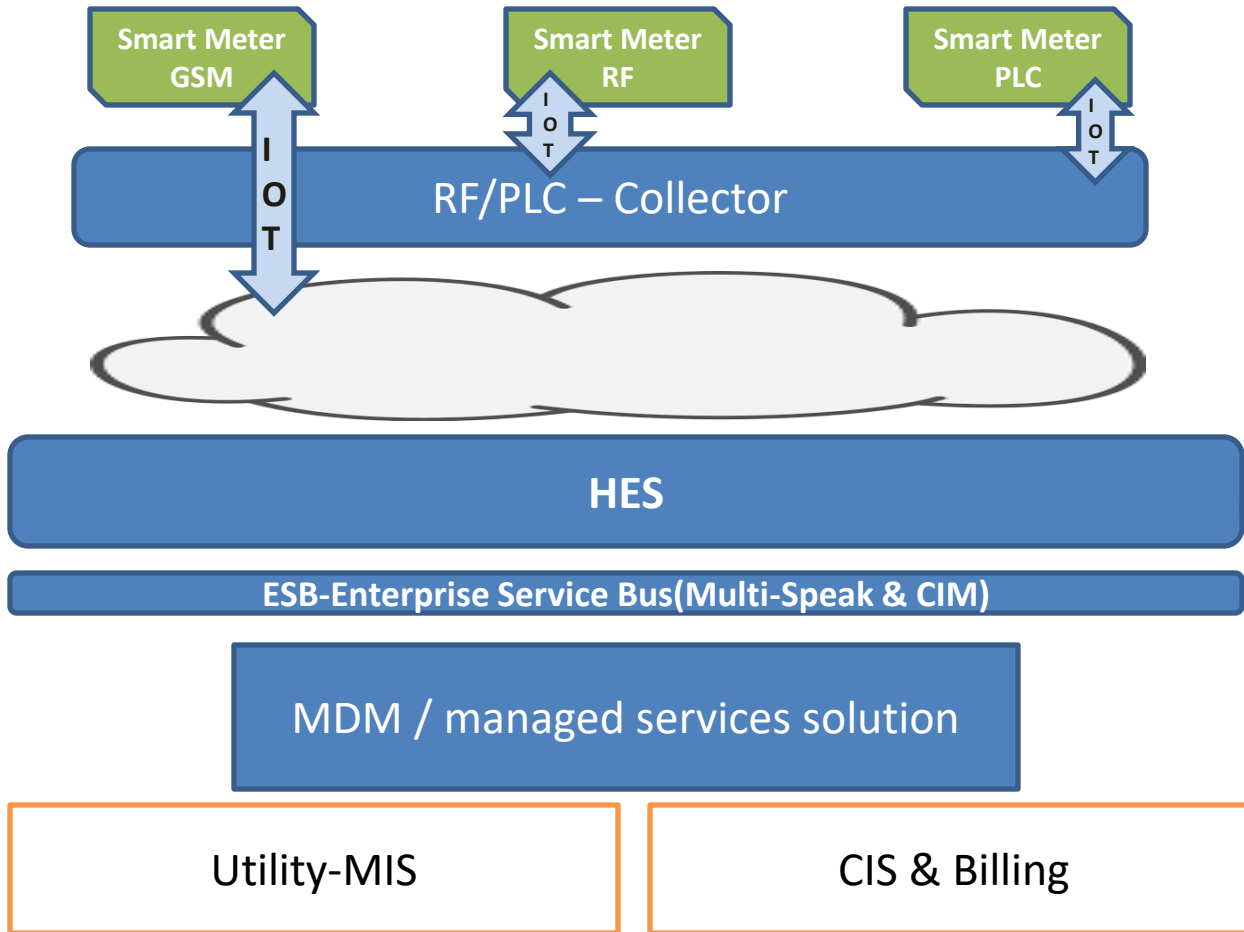 Smart Meter
GSM
Smart Meter
RF
Smart Meter
PLC
I
O
T
I
O
T
I
O
T
RF/PLC – Collector
HES
ESB-Enterprise Service Bus(Multi-Speak & CIM)
MDM / managed services solution
Utility-MIS
CIS & Billing